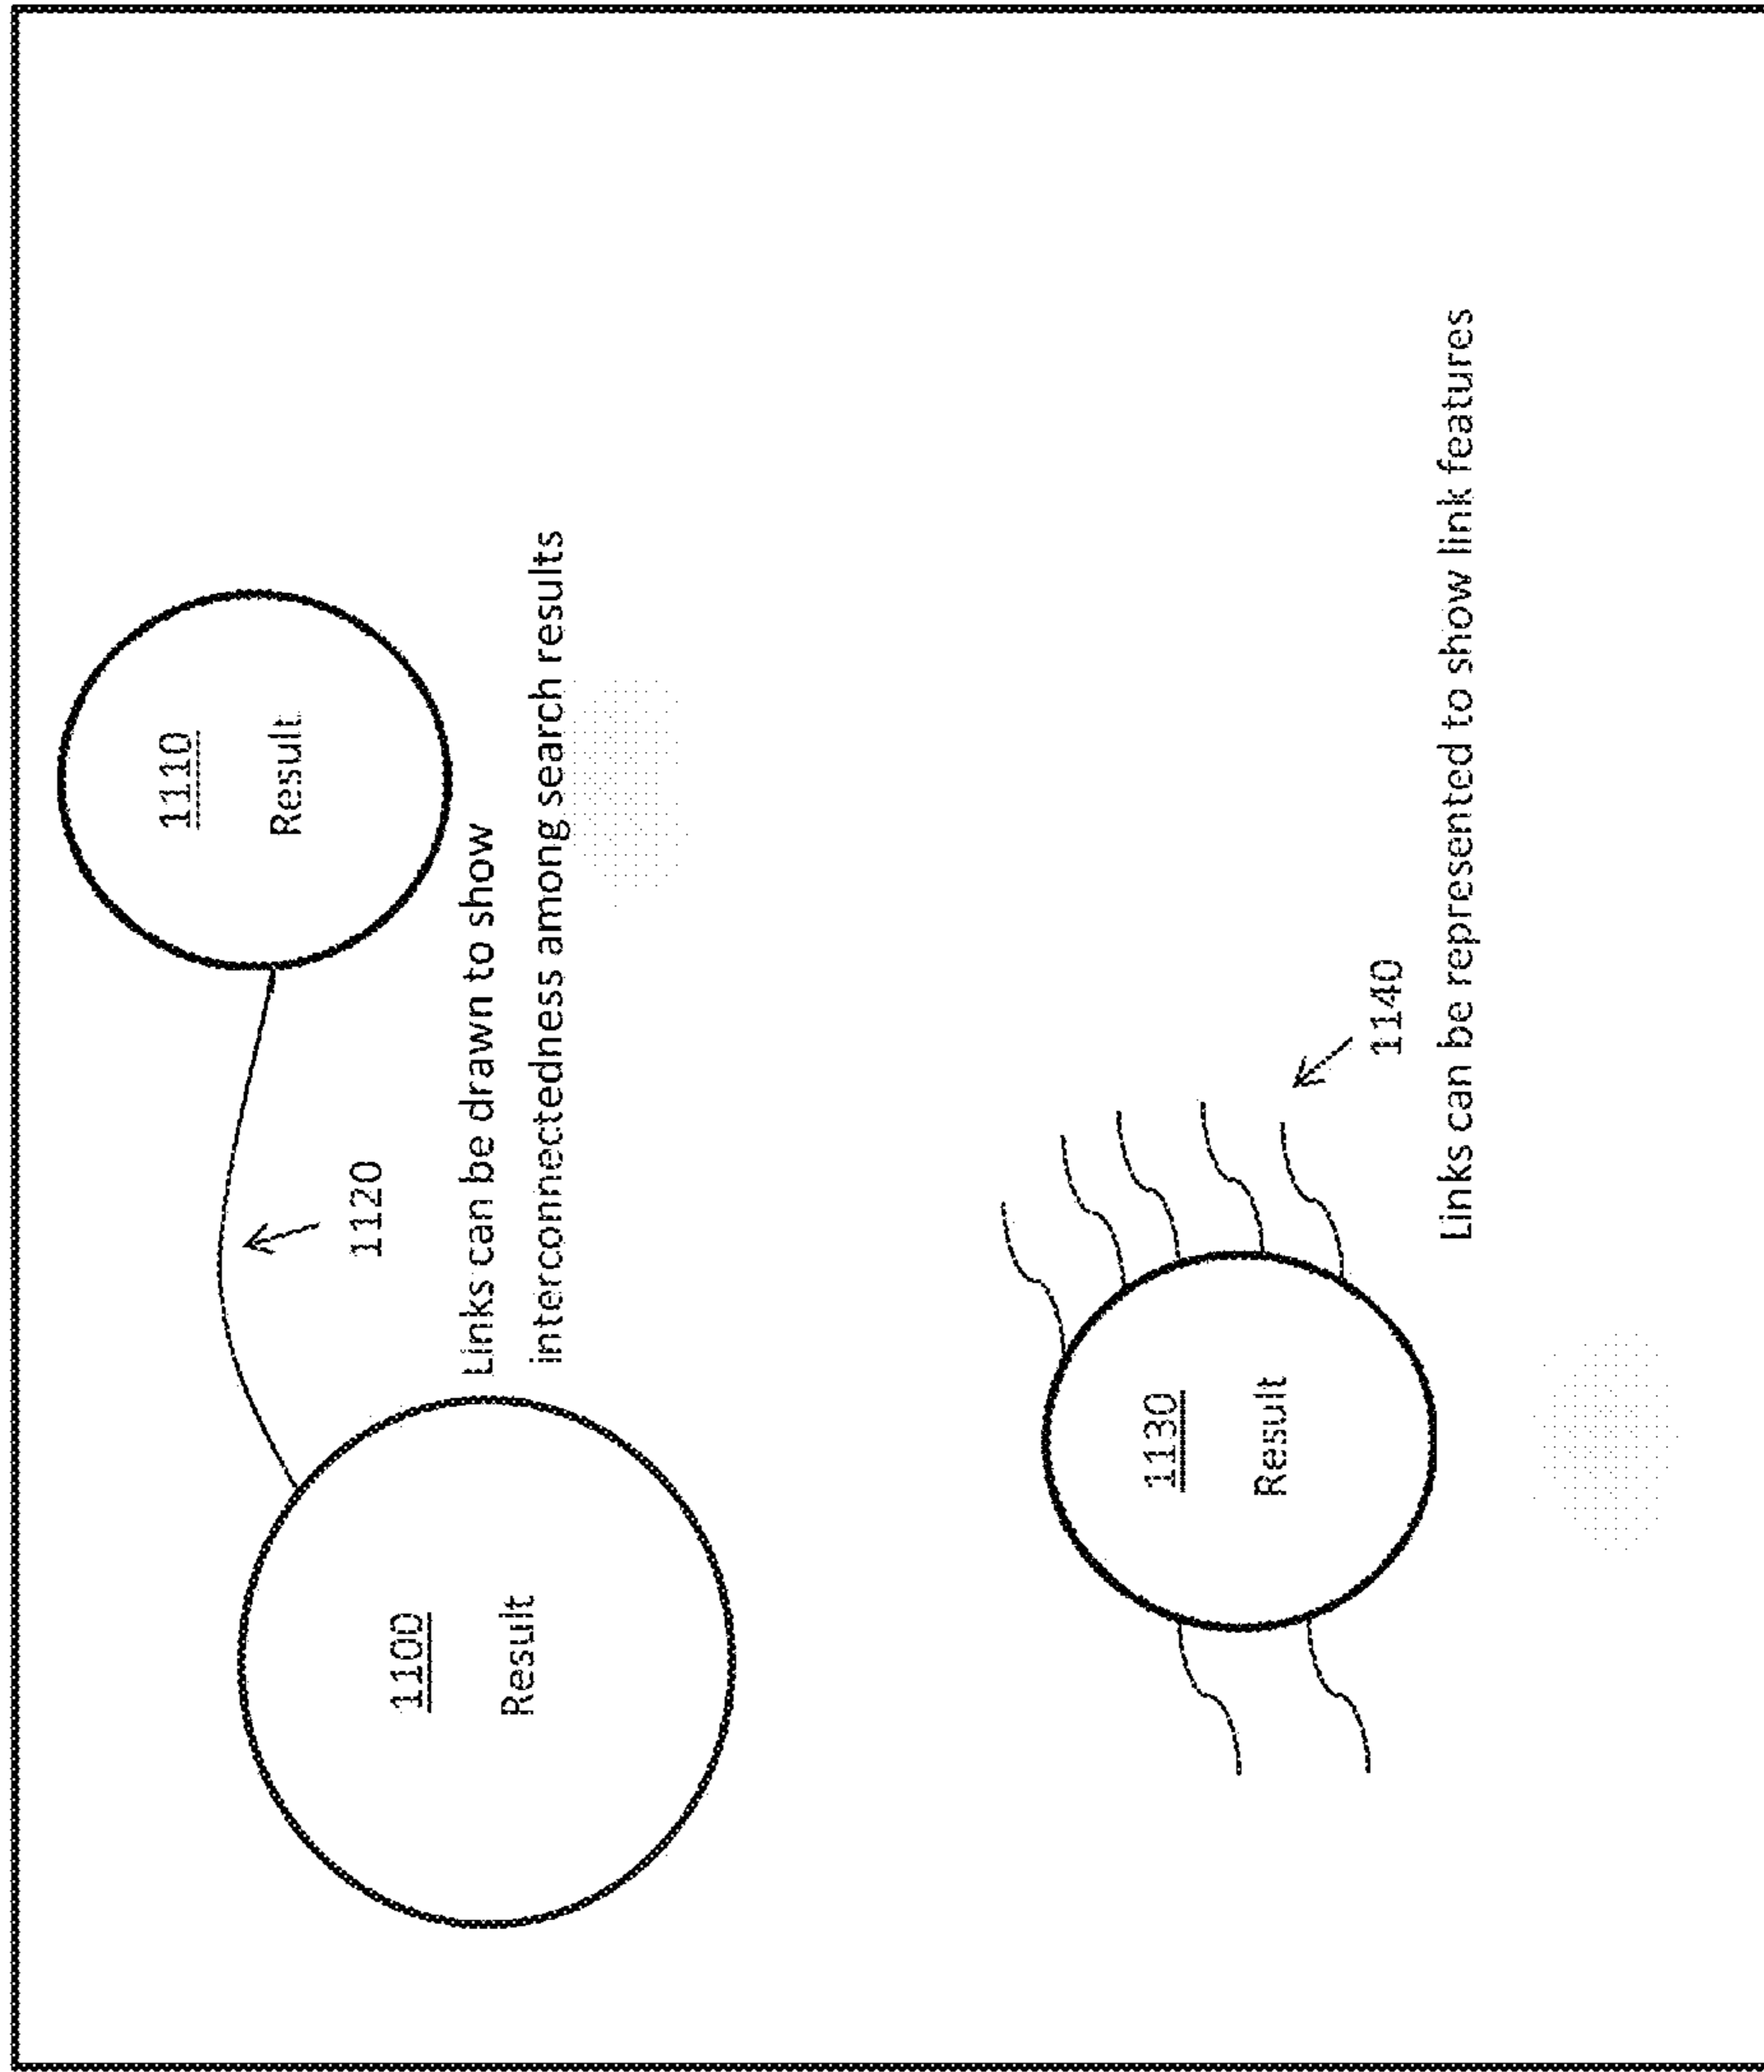 1110
Result
1120
1100
Result
Links can be drawn to show
interconnectedness among search results
1130
Result
1140
Links can be represented to show link features